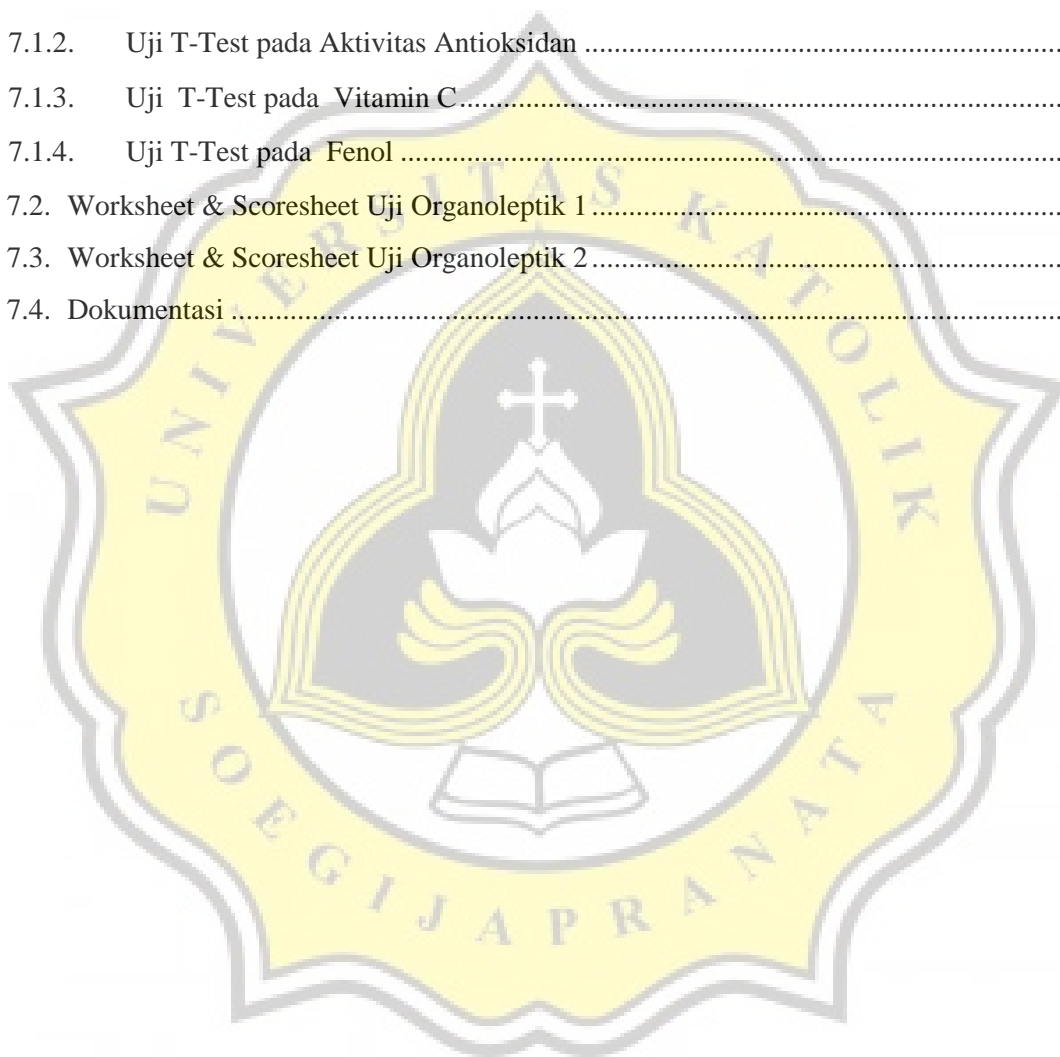 7.1.2. Uji T-Test pada Aktivitas Antioksidan ...............................................................................
7.1.3. Uji T-Test pada Vitamin C....................................................................................................
7.1.4. Uji T-Test pada Fenol ..........................................................................................................
7.2. Worksheet & Scoresheet Uji Organoleptik 1 .........................................................................
7.3. Worksheet & Scoresheet Uji Organoleptik 2 .........................................................................
7.4. Dokumentasi ..........................................................................................................................
UNIVERSITAS KATOLIK
SOEGIJAPRANATA